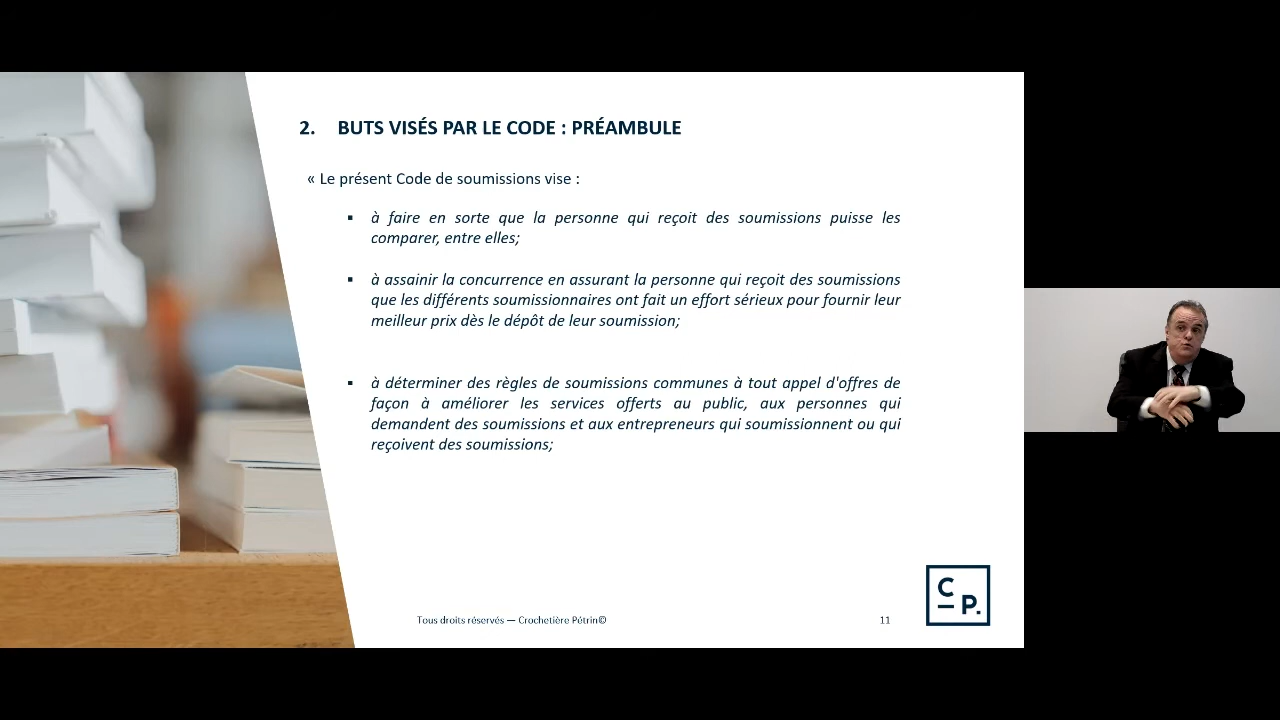 2. BUTS VISÉS PAR LE CODE : PRÉAMBULE
« Le présent Code de soumissions vise :
▪ à faire en sorte que la personne qui reçoit des soumissions puisse les
comparer, entre elles;
▪ à assainir la concurrence en assurant la personne qui reçoit des soumissions
que les différents soumissionnaires ont fait un effort sérieux pour fournir leur
meilleur prix dès le dépôt de leur soumission;
▪ à déterminer des règles de soumissions communes à tout appel d'offres de
façon à améliorer les services offerts au public, aux personnes qui
demandent des soumissions et aux entrepreneurs qui soumissionnent ou qui
reçoivent des soumissions;
Tous droits réservés — Crochetière Pétrin©
11
C
P.